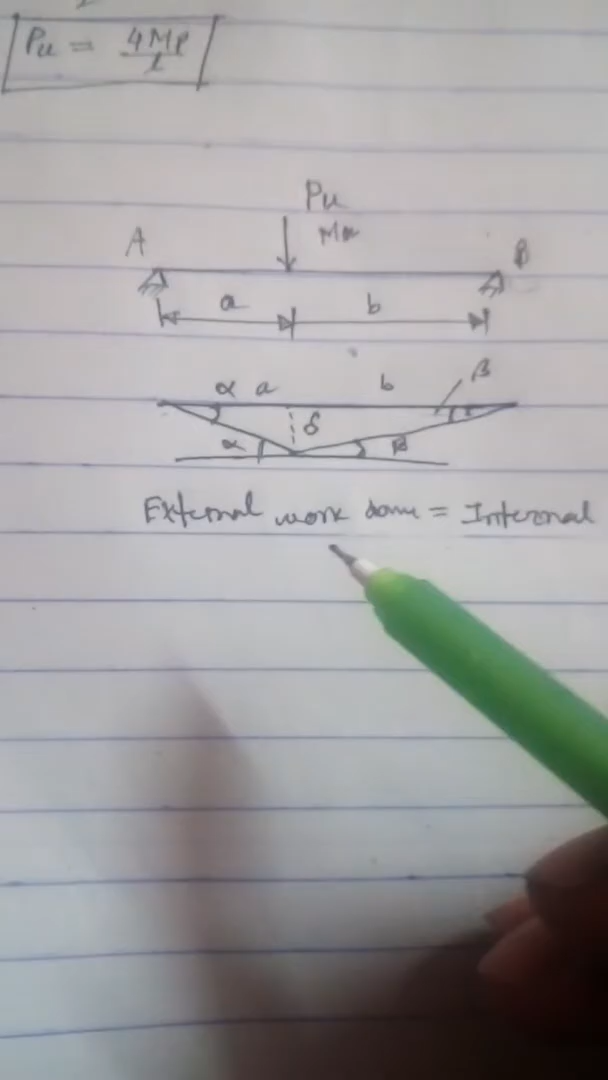 Pu = 4Mp/l
Pu
A
B
a b
α a b β
δ
α β
External work done = Internal